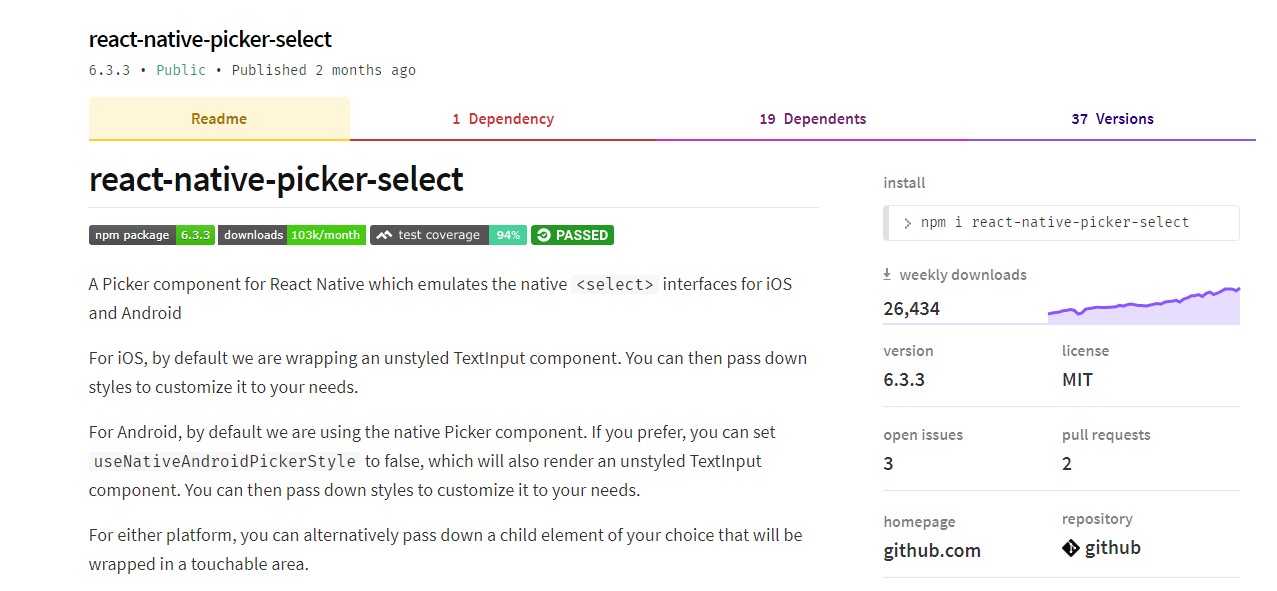 react-native-picker-select
6.3.3 • Public • Published 2 months ago
Readme
1 Dependency
19 Dependents
37 Versions
react-native-picker-select
npm package 6.3.3 downloads 103k/month test coverage 94% PASSED
A Picker component for React Native which emulates the native <select> interfaces for iOS
and Android
For iOS, by default we are wrapping an unstyled TextInput component. You can then pass down
styles to customize it to your needs.
For Android, by default we are using the native Picker component. If you prefer, you can set
useNativeAndroidPickerStyle to false, which will also render an unstyled TextInput
component. You can then pass down styles to customize it to your needs.
For either platform, you can alternatively pass down a child element of your choice that will be
wrapped in a touchable area.
install
> npm i react-native-picker-select
weekly downloads
26,434
version
6.3.3
license
MIT
open issues
3
pull requests
2
homepage
github.com
repository
github